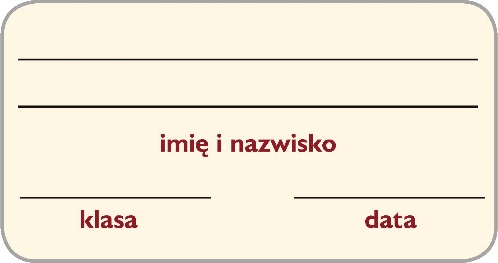 imię i nazwisko
klasa data